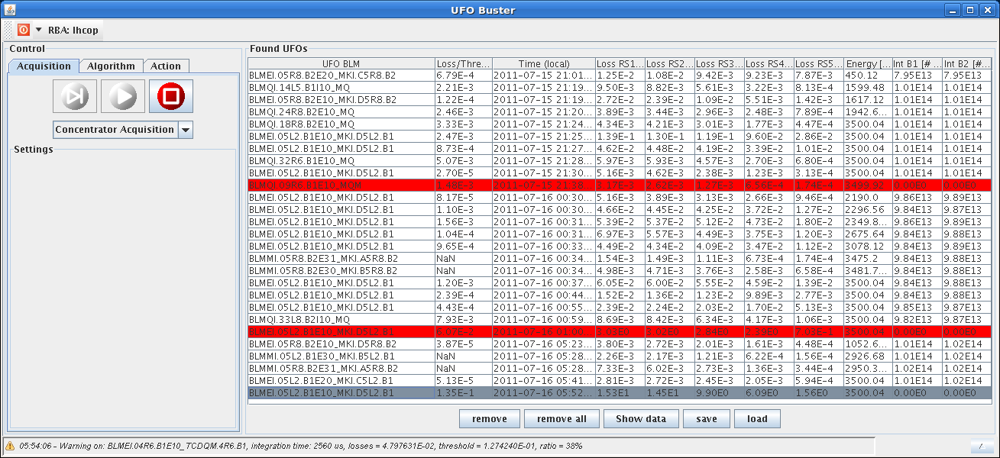 UFO Buster
RBA: lhcop
Control
Acquisition Algorithm Action
Concentrator Acquisition
Settings
Found UFOs
UFO BLM Loss/Thre... Time (local) Loss RS1... Loss RS2... Loss RS3... Loss RS4... Loss RS5... Energy [... Int B1 [# ... Int B2 [#...
BLMEI.05R8.B2E20_MKI.C5R8.B2 6.79E-4 2011-07-15 21:01... 1.25E-2 1.08E-2 9.42E-3 9.23E-3 7.87E-3 450.12 7.95E13 7.95E13
BLMQI.14L5.B1I10_MQ 2.21E-3 2011-07-15 21:19... 9.50E-3 8.82E-3 5.61E-3 3.22E-3 8.13E-4 1599.48 1.01E14 1.01E14
BLMEI.05R8.B2E10_MKI.D5R8.B2 1.22E-4 2011-07-15 21:19... 2.72E-3 2.39E-2 1.09E-2 5.51E-3 1.42E-3 1617.12 1.01E14 1.01E14
BLMQI.24R8.B2E10_MQ 2.46E-3 2011-07-15 21:20... 3.89E-3 3.44E-3 2.96E-3 2.48E-3 7.89E-4 1942.6... 1.01E14 1.01E14
BLMQI.18R8.B2E10_MQ 3.33E-3 2011-07-15 21:24... 4.34E-3 4.21E-3 3.01E-3 1.77E-3 4.47E-4 3500.04 1.01E14 1.01E14
BLMEI.05L2.B1E10_MKI.D5L2.B1 2.47E-3 2011-07-15 21:25... 1.39E-1 1.30E-1 1.19E-1 9.60E-2 2.86E-2 3500.04 1.01E14 1.01E14
BLMEI.05L2.B1E10_MKI.D5L2.B1 8.73E-4 2011-07-15 21:27... 4.62E-2 4.48E-2 4.19E-2 3.39E-2 1.01E-2 3500.04 1.01E14 1.01E14
BLMQI.32R6.B1E10_MQ 5.07E-3 2011-07-15 21:28... 5.97E-3 5.93E-3 4.57E-3 2.70E-3 6.80E-4 3500.04 1.01E14 1.01E14
BLMEI.05L2.B1E10_MKI.D5L2.B1 2.70E-5 2011-07-15 21:30... 5.16E-3 4.62E-3 2.38E-3 1.23E-3 3.13E-4 3500.04 1.01E14 1.01E14
BLMQI.09R6.B1E10_MQM 1.48E-3 2011-07-15 21:38... 3.17E-3 2.62E-3 1.27E-3 6.56E-4 1.74E-4 3499.92 0.00E0 0.00E0
BLMEI.05L2.B1E10_MKI.D5L2.B1 8.17E-5 2011-07-16 00:30... 5.16E-3 3.89E-3 3.13E-3 2.66E-3 9.46E-4 2190.0 9.86E13 9.89E13
BLMEI.05L2.B1E10_MKI.D5L2.B1 1.10E-3 2011-07-16 00:30... 4.66E-2 4.45E-2 4.25E-2 3.72E-2 1.27E-2 2296.56 9.87E13 9.89E13
BLMEI.05L2.B1E10_MKI.D5L2.B1 1.56E-3 2011-07-16 00:31... 5.39E-2 5.37E-2 5.12E-2 4.73E-2 1.80E-2 2349.8... 9.86E13 9.89E13
BLMEI.05L2.B1E10_MKI.D5L2.B1 1.04E-4 2011-07-16 00:31... 6.97E-3 5.57E-3 4.49E-3 3.75E-3 1.20E-3 2675.64 9.84E13 9.88E13
BLMEI.05L2.B1E10_MKI.D5L2.B1 9.65E-4 2011-07-16 00:33... 4.49E-2 4.34E-2 4.09E-2 3.47E-2 1.12E-2 3078.12 9.84E13 9.89E13
BLMMI.05R8.B2E31_MKI.A5R8.B2 NaN 2011-07-16 00:34... 1.54E-3 1.49E-3 1.11E-3 6.73E-4 1.74E-4 3475.2 9.84E13 9.88E13
BLMMI.05R8.B2E30_MKI.B5R8.B2 NaN 2011-07-16 00:34... 4.98E-3 4.71E-3 3.76E-3 2.58E-3 6.58E-4 3481.7... 9.84E13 9.88E13
BLMEI.05L2.B1E10_MKI.D5L2.B1 1.20E-3 2011-07-16 00:37... 6.05E-2 6.00E-2 5.55E-2 4.59E-2 1.39E-2 3500.04 9.84E13 9.88E13
BLMEI.05L2.B1E10_MKI.D5L2.B1 2.39E-4 2011-07-16 00:44... 1.52E-2 1.36E-2 1.23E-2 9.89E-3 2.77E-3 3500.04 9.84E13 9.88E13
BLMEI.05L2.B1E10_MKI.D5L2.B1 4.43E-4 2011-07-16 00:55... 2.39E-2 2.24E-2 2.03E-2 1.70E-2 5.13E-3 3500.04 9.85E13 9.87E13
BLMQI.33L8.B2I10_MQ 7.93E-3 2011-07-16 00:59... 8.69E-3 8.42E-3 6.34E-3 4.17E-3 1.06E-3 3500.04 9.82E13 9.87E13
BLMEI.05L2.B1E10_MKI.D5L2.B1 6.07E-2 2011-07-16 01:00... 3.03E0 3.02E0 2.84E0 2.39E0 7.03E-1 3500.04 0.00E0 0.00E0
BLMEI.05R8.B2E10_MKI.D5R8.B2 3.87E-5 2011-07-16 05:23... 3.80E-3 2.72E-3 2.01E-3 1.61E-3 4.48E-4 1052.6... 1.01E14 1.02E14
BLMMI.05L2.B1E30_MKI.B5L2.B1 NaN 2011-07-16 05:28... 2.26E-3 2.17E-3 1.21E-3 6.22E-4 1.56E-4 2926.68 1.01E14 1.02E14
BLMMI.05R8.B2E31_MKI.A5R8.B2 NaN 2011-07-16 05:28... 7.33E-3 6.02E-3 2.73E-3 1.36E-3 3.44E-4 2950.3... 1.02E14 1.02E14
BLMEI.05L2.B1E20_MKI.C5L2.B1 5.13E-5 2011-07-16 05:41... 2.81E-3 2.72E-3 2.45E-3 2.05E-3 5.94E-4 3500.04 1.01E14 1.02E14
BLMEI.05L2.B1E10_MKI.D5L2.B1 1.35E-1 2011-07-16 05:52... 1.53E1 1.45E1 9.90E0 6.09E0 1.56E0 3500.04 0.00E0 0.00E0
remove remove all Show data save load
05:54:06 - Warning on: BLMEI.04R6.B1E10_TCDQM.4R6.B1, integration time: 2560 us, losses = 4.797631E-02, threshold = 1.274240E-01, ratio = 38%